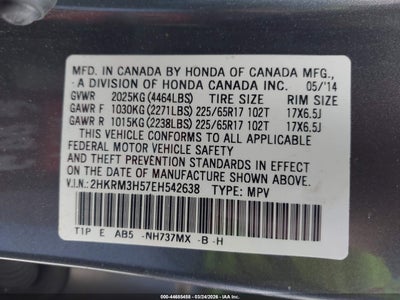 MFD. IN CANADA BY HONDA OF CANADA MFG.,
A DIVISION OF HONDA CANADA INC. 05/'14
GVWR 2025KG (4464LBS) TIRE SIZE RIM SIZE
GAWR F 1030KG (2271LBS) 225/65R17 102T 17X6.5J
GAWR R 1015KG (2238LBS) 225/65R17 102T 17X6.5J
THIS VEHICLE CONFORMS TO ALL APPLICABLE
FEDERAL MOTOR VEHICLE SAFETY AND
THEFT PREVENTION STANDARDS IN EFFECT
ON THE DATE OF MANUFACTURE SHOWN ABOVE.
V.I.N.: 2HKRM3H57EH542638 TYPE: MPV
T1P E AB5 -NH737MX -B -H
000-44655458 - 03/24/2026 - IAAI.COM